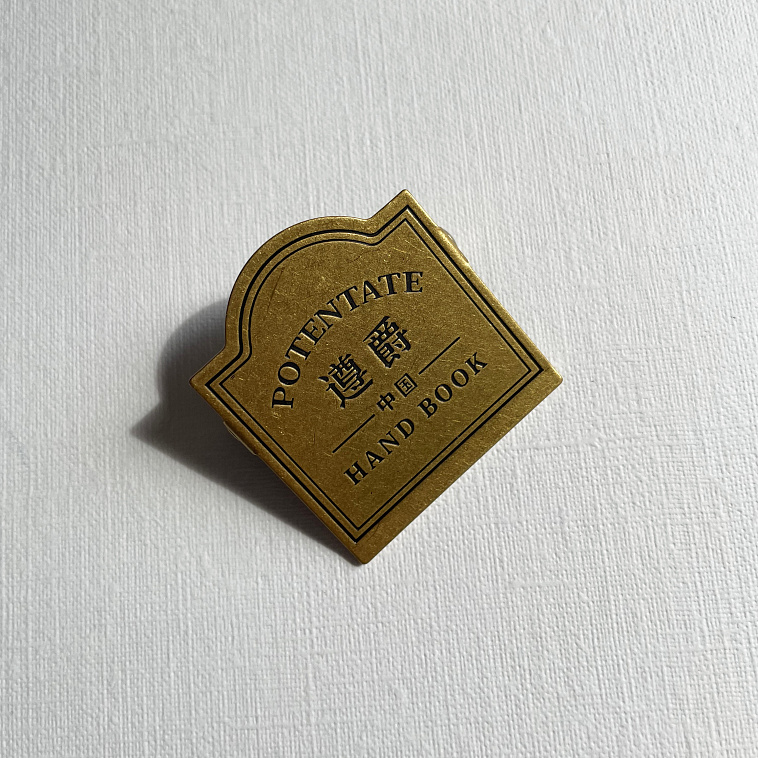 POTENTATE
遵爵
中国
HAND BOOK